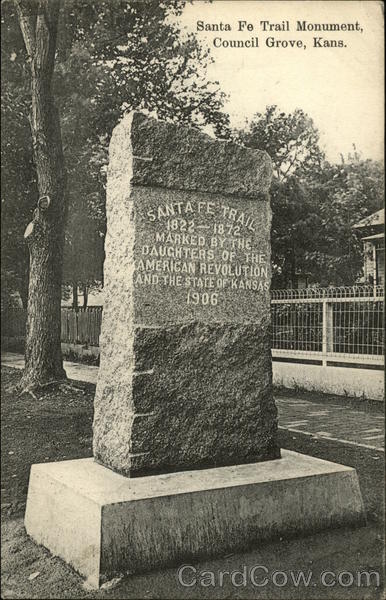 Santa Fe Trail Monument,
Council Grove, Kans.
SANTA FE TRAIL
1822-1872
MARKED BY THE
DAUGHTERS OF THE
AMERICAN REVOLUTION
AND THE STATE OF KANSAS
1906
CardCow.com